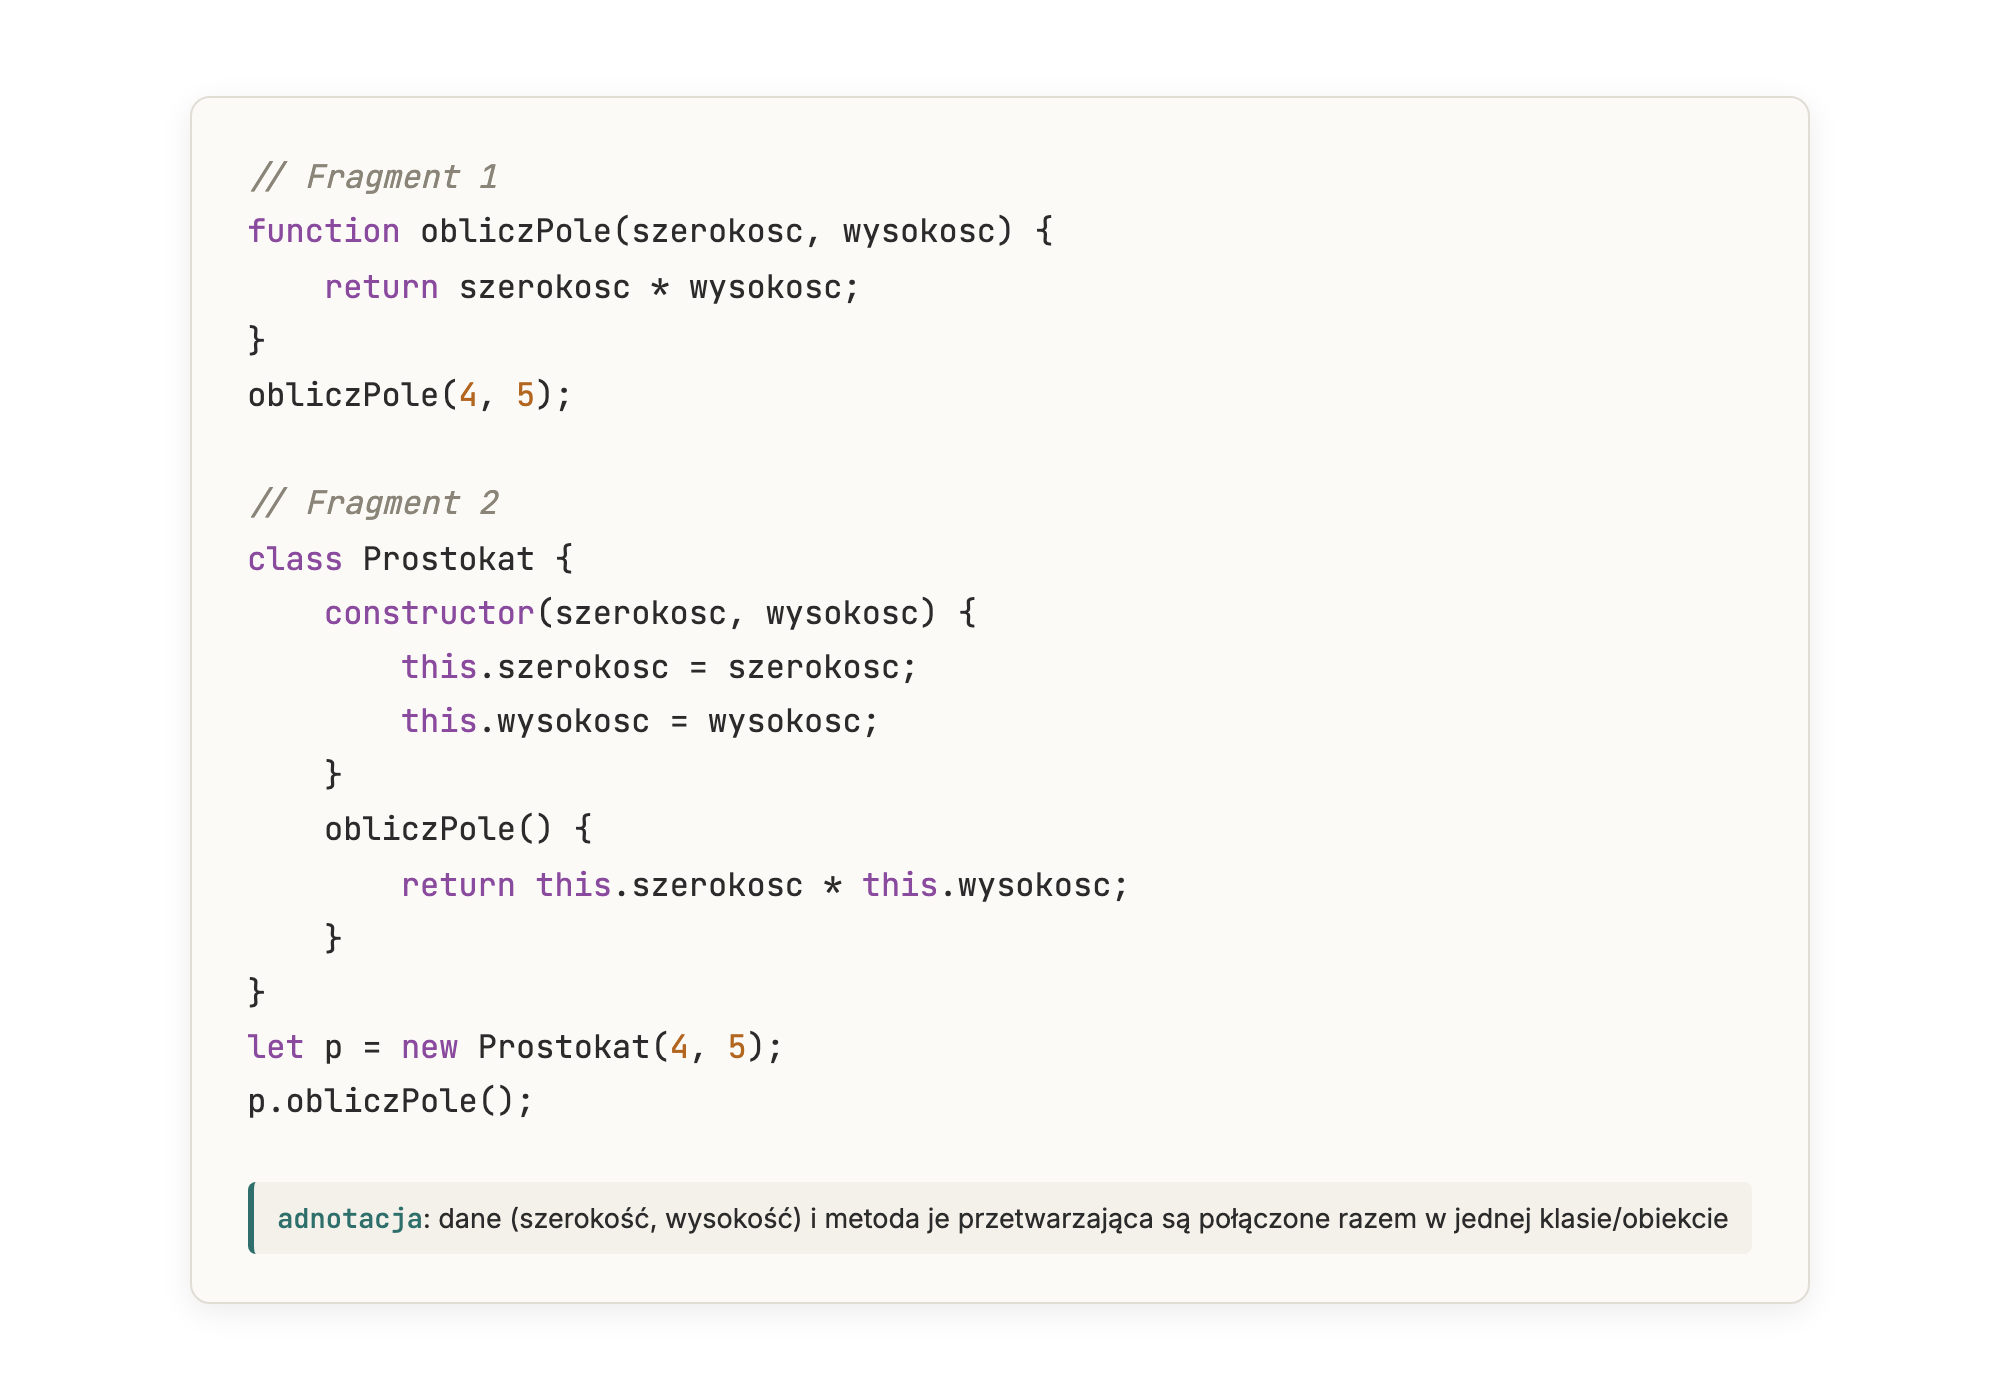 // Fragment 1
function obliczPole(szerokosc, wysokosc) {
    return szerokosc * wysokosc;
}
obliczPole(4, 5);

// Fragment 2
class Prostokat {
    constructor(szerokosc, wysokosc) {
        this.szerokosc = szerokosc;
        this.wysokosc = wysokosc;
    }
    obliczPole() {
        return this.szerokosc * this.wysokosc;
    }
}
let p = new Prostokat(4, 5);
p.obliczPole();

adnotacja: dane (szerokość, wysokość) i metoda je przetwarzająca są połączone razem w jednej klasie/obiekcie